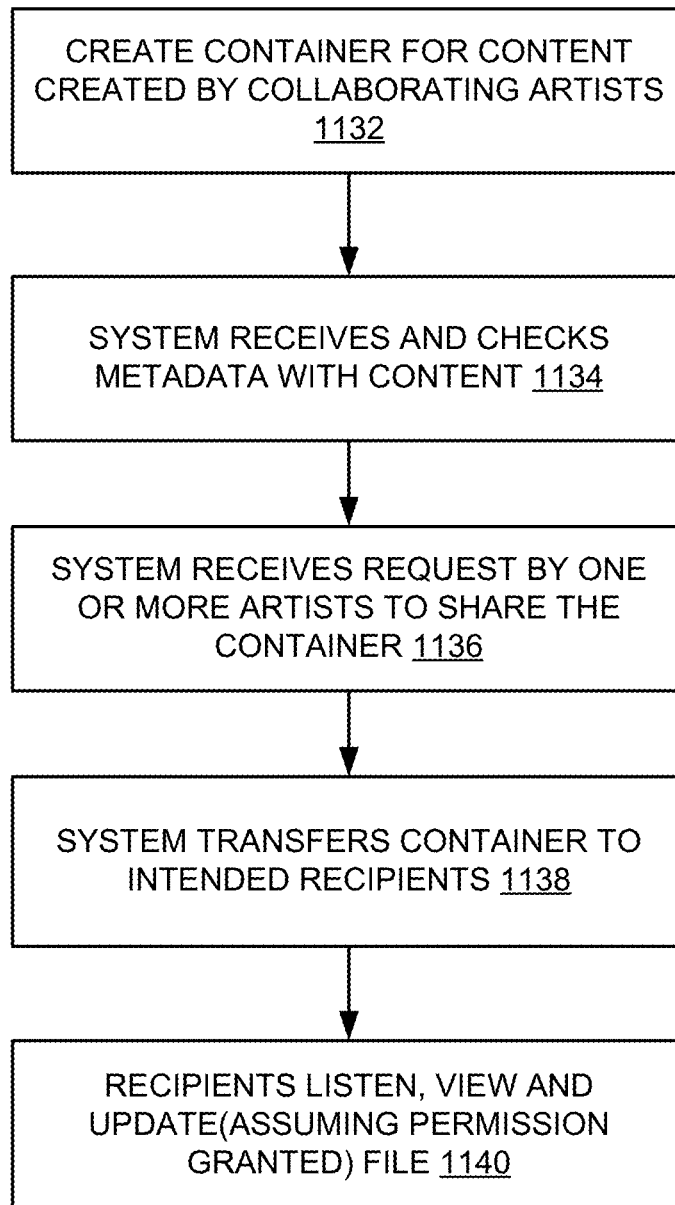 CREATE CONTAINER FOR CONTENT
CREATED BY COLLABORATING ARTISTS
1132
SYSTEM RECEIVES AND CHECKS
METADATA WITH CONTENT 1134
SYSTEM RECEIVES REQUEST BY ONE
OR MORE ARTISTS TO SHARE THE
CONTAINER 1136
SYSTEM TRANSFERS CONTAINER TO
INTENDED RECIPIENTS 1138
RECIPIENTS LISTEN, VIEW AND
UPDATE(ASSUMING PERMISSION
GRANTED) FILE 1140